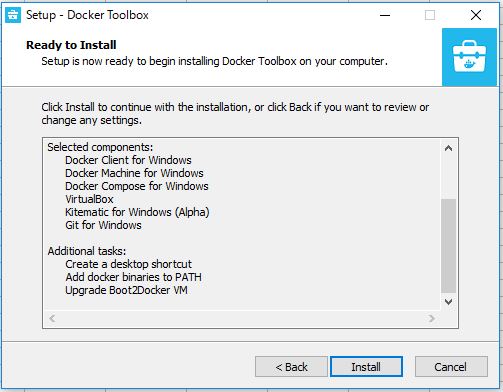 Setup - Docker Toolbox
Ready to Install
Setup is now ready to begin installing Docker Toolbox on your computer.
Click Install to continue with the installation, or click Back if you want to review or
change any settings.
Selected components:
Docker Client for Windows
Docker Machine for Windows
Docker Compose for Windows
VirtualBox
Kitematic for Windows (Alpha)
Git for Windows
Additional tasks:
Create a desktop shortcut
Add docker binaries to PATH
Upgrade Boot2Docker VM
< Back
Install
Cancel